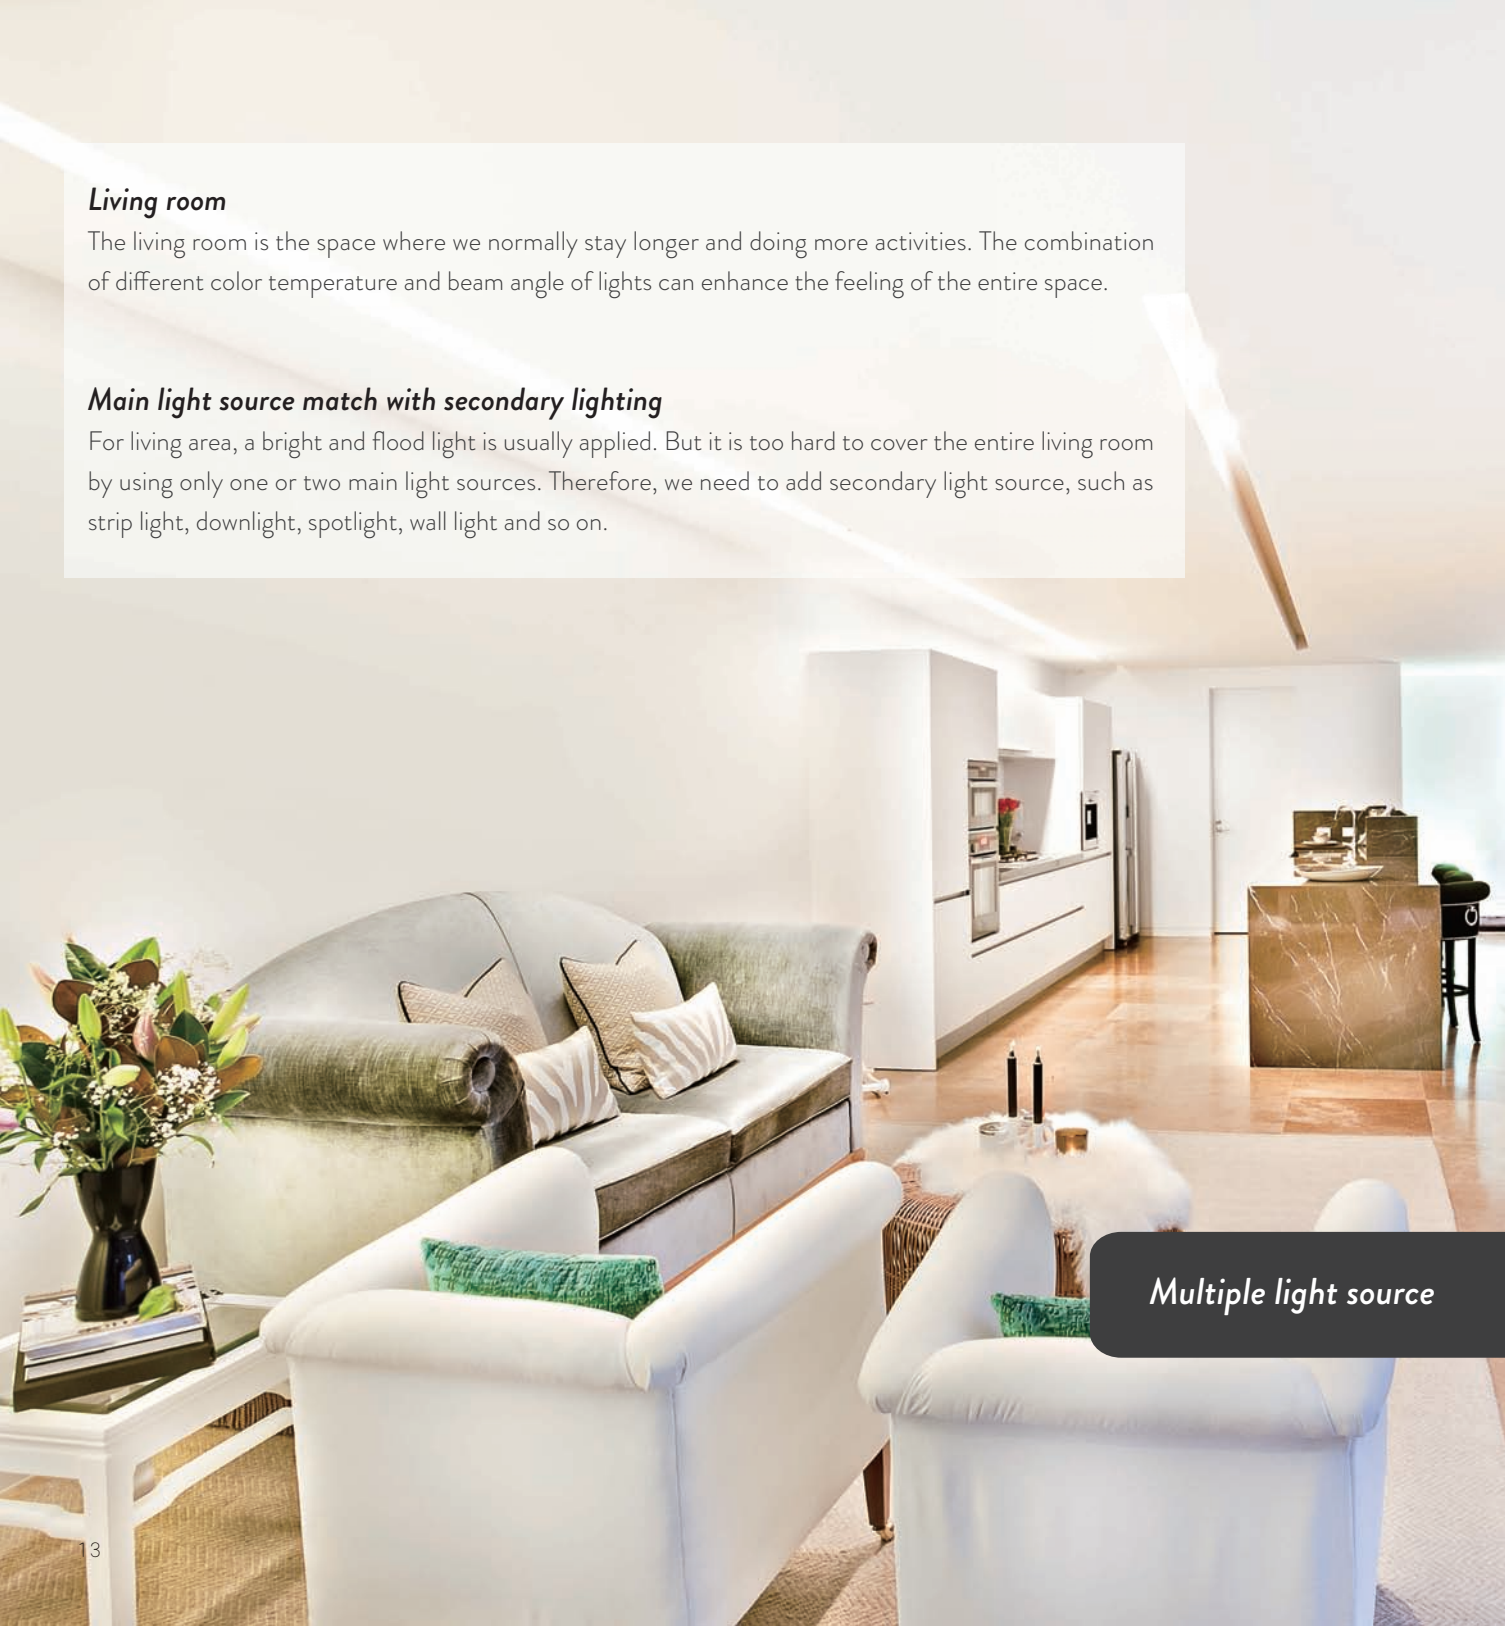 Living room
The living room is the space where we normally stay longer and doing more activities. The combination
of different color temperature and beam angle of lights can enhance the feeling of the entire space.
Main light source match with secondary lighting
For living area, a bright and flood light is usually applied. But it is too hard to cover the entire living room
by using only one or two main light sources. Therefore, we need to add secondary light source, such as
strip light, downlight, spotlight, wall light and so on.
Multiple light source
13